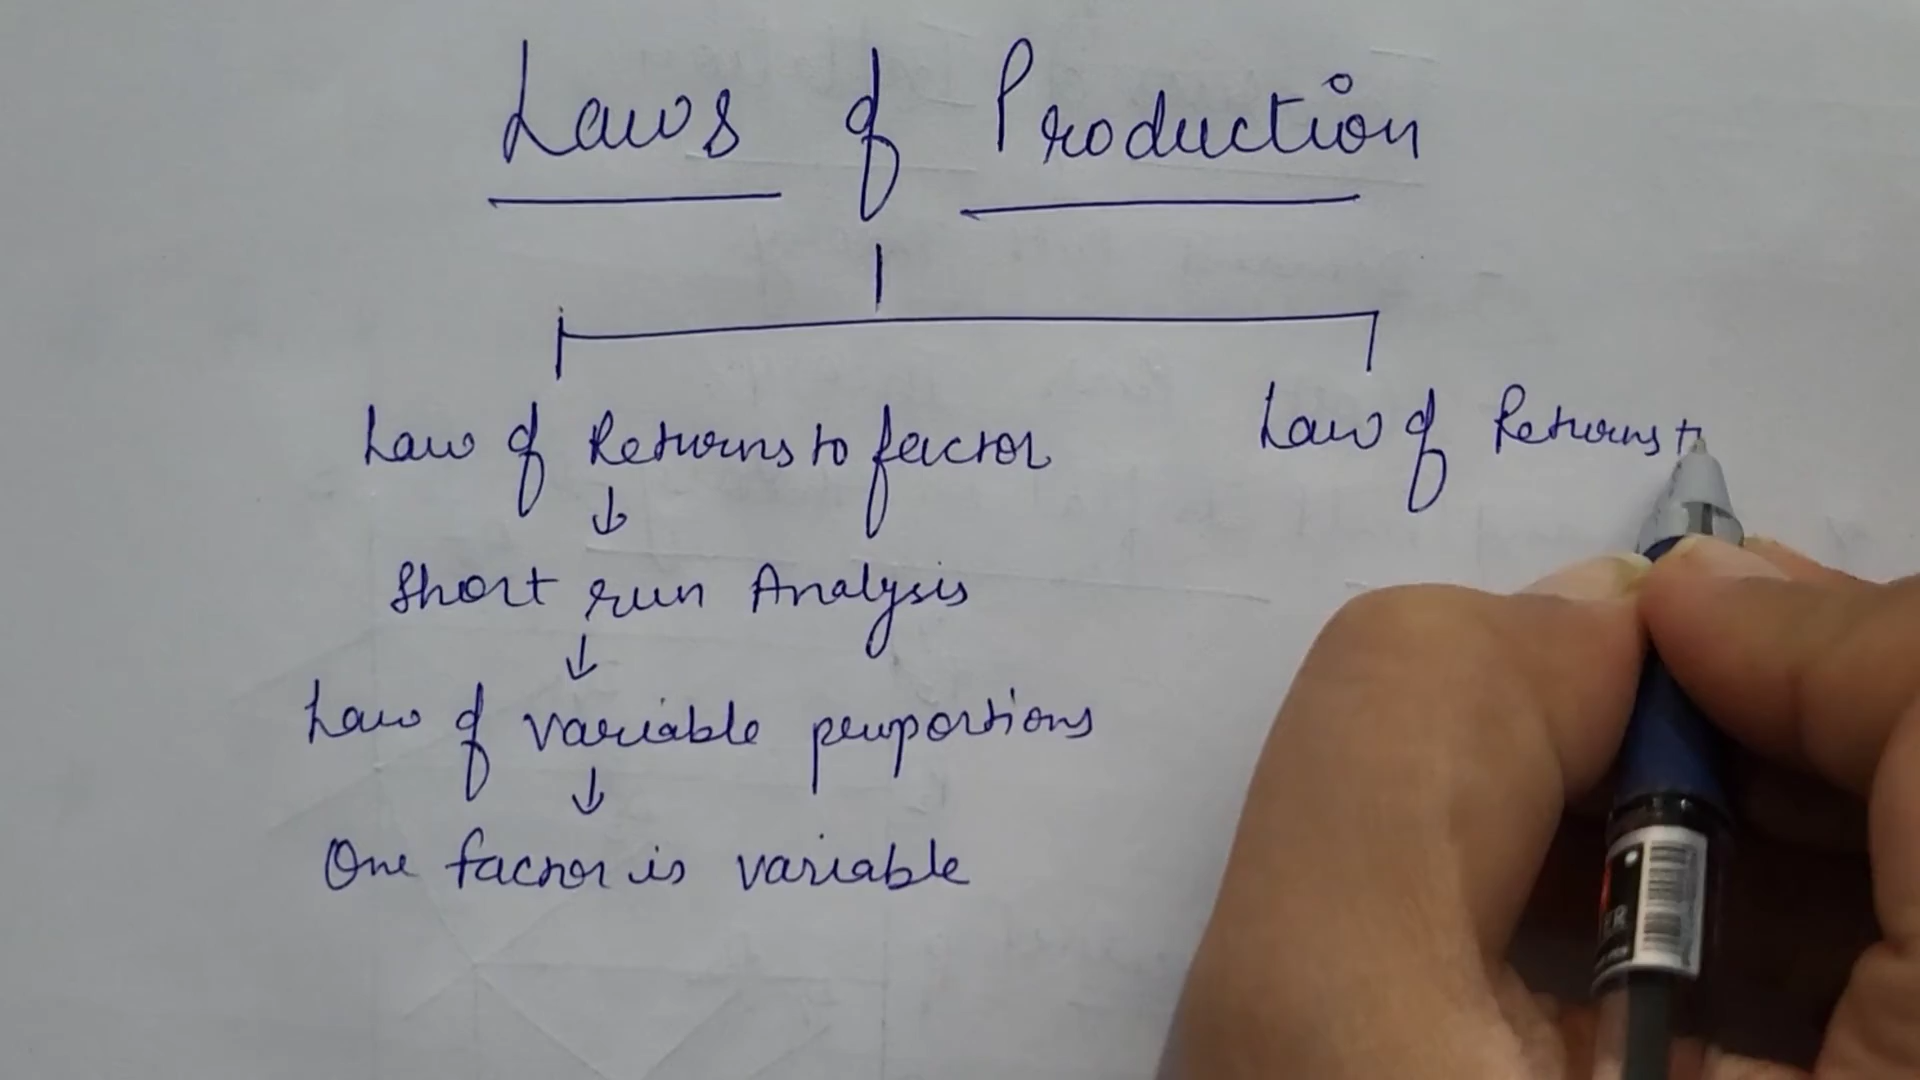 Laws of Production
Law of Returns to factor
Law of Returns t
Short run Analysis
Law of variable proportions
One factor is variable